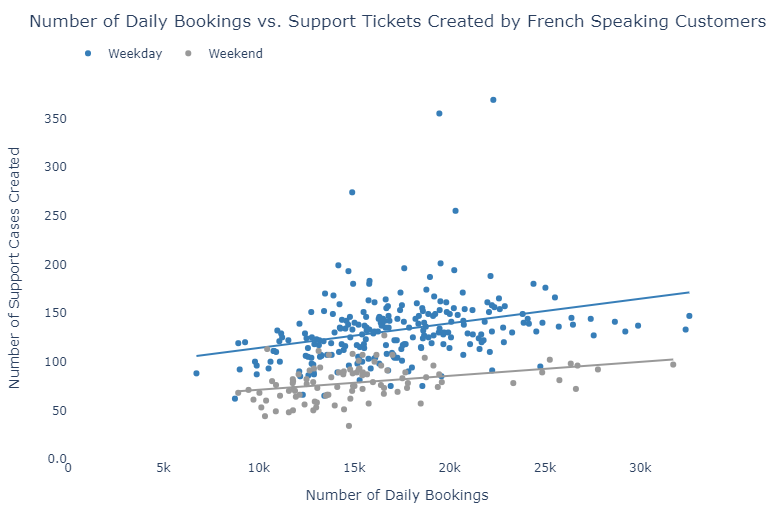 Number of Daily Bookings vs. Support Tickets Created by French Speaking Customers
Weekday
Weekend
Number of Support Cases Created
350
300
250
200
150
100
50
0.0
0
5k
10k
15k
20k
25k
30k
Number of Daily Bookings